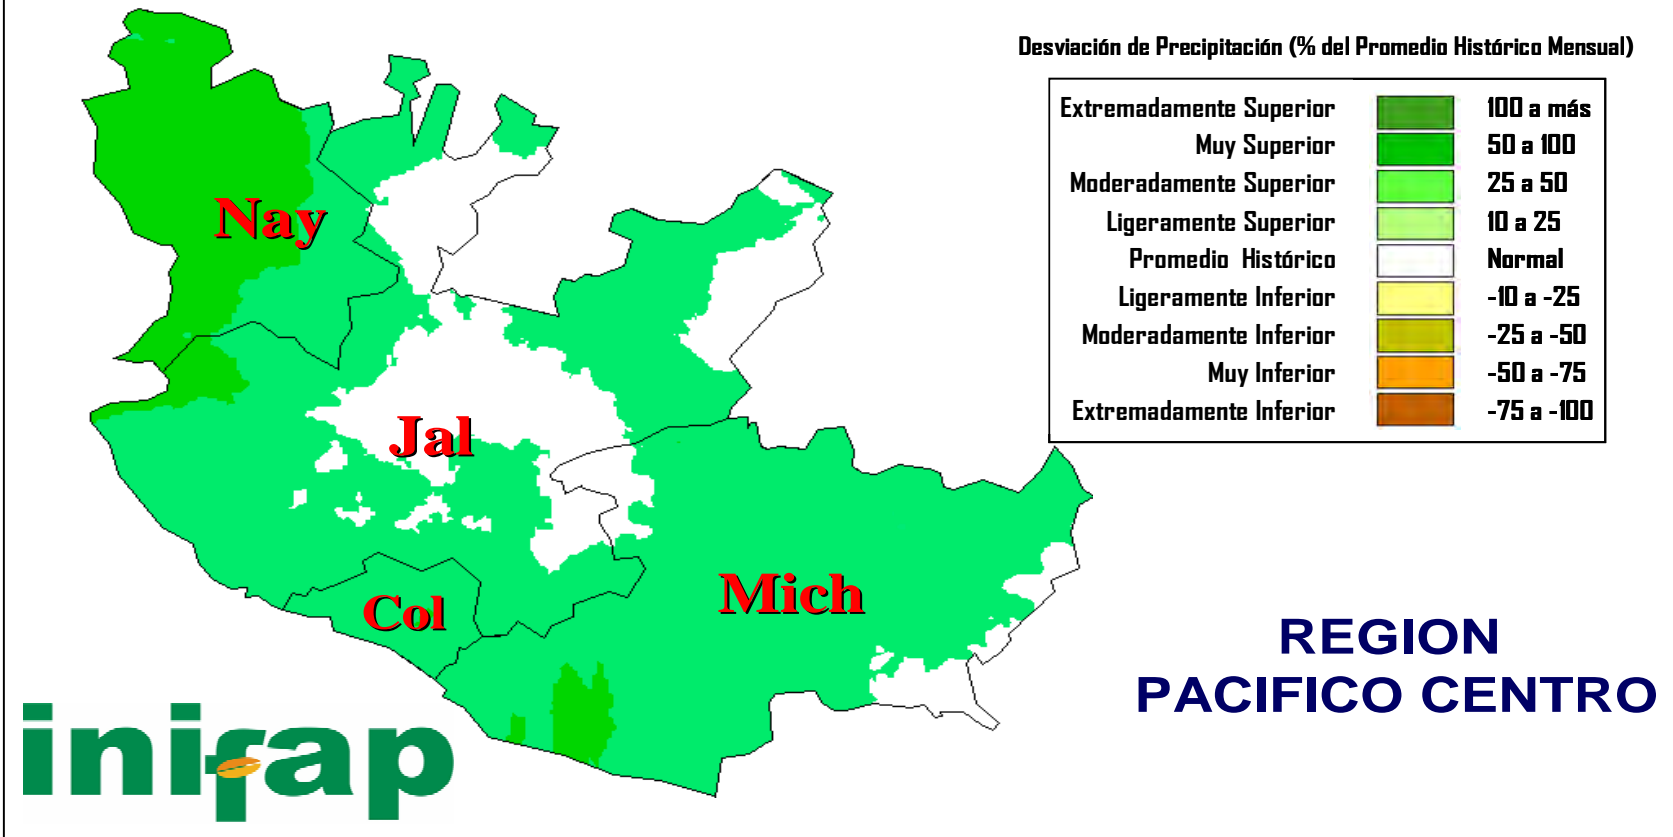 Desviación de Precipitación (% del Promedio Histórico Mensual)
Extremadamente Superior 100 a más
Muy Superior 50 a 100
Moderadamente Superior 25 a 50
Ligeramente Superior 10 a 25
Promedio Histórico Normal
Ligeramente Inferior -10 a -25
Moderadamente Inferior -25 a -50
Muy Inferior -50 a -75
Extremadamente Inferior -75 a -100
Nay
Jal
Col
Mich
REGION
PACIFICO CENTRO
inifap